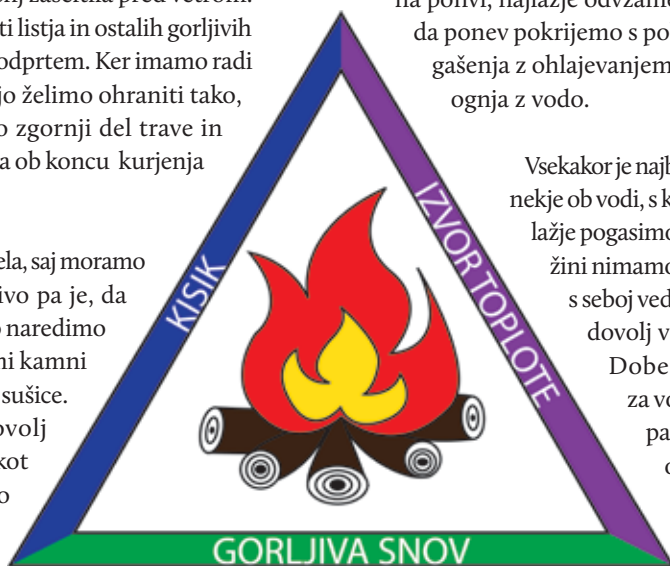 zaščitila pred vetrom.
ti listja in ostalih gorljivih
odprtem. Ker imamo radi
jo želimo ohraniti tako,
o zgornji del trave in
a ob koncu kurjenja
ela, saj moramo
ivo pa je, da
naredimo
ni kamni
sušice.
ovolj
kot
o
na ponvi, najlažje odvzame
da ponev pokrijemo s po
gašenja z ohlajevanjem
ognja z vodo.
Vsekakor je najb
nekje ob vodi, s k
lažje pogasimo
žini nimamo
s seboj ved
dovolj v
Dobe
za vo
pa
KISIK
IZVOR TOPLOTE
GORLJIVA SNOV